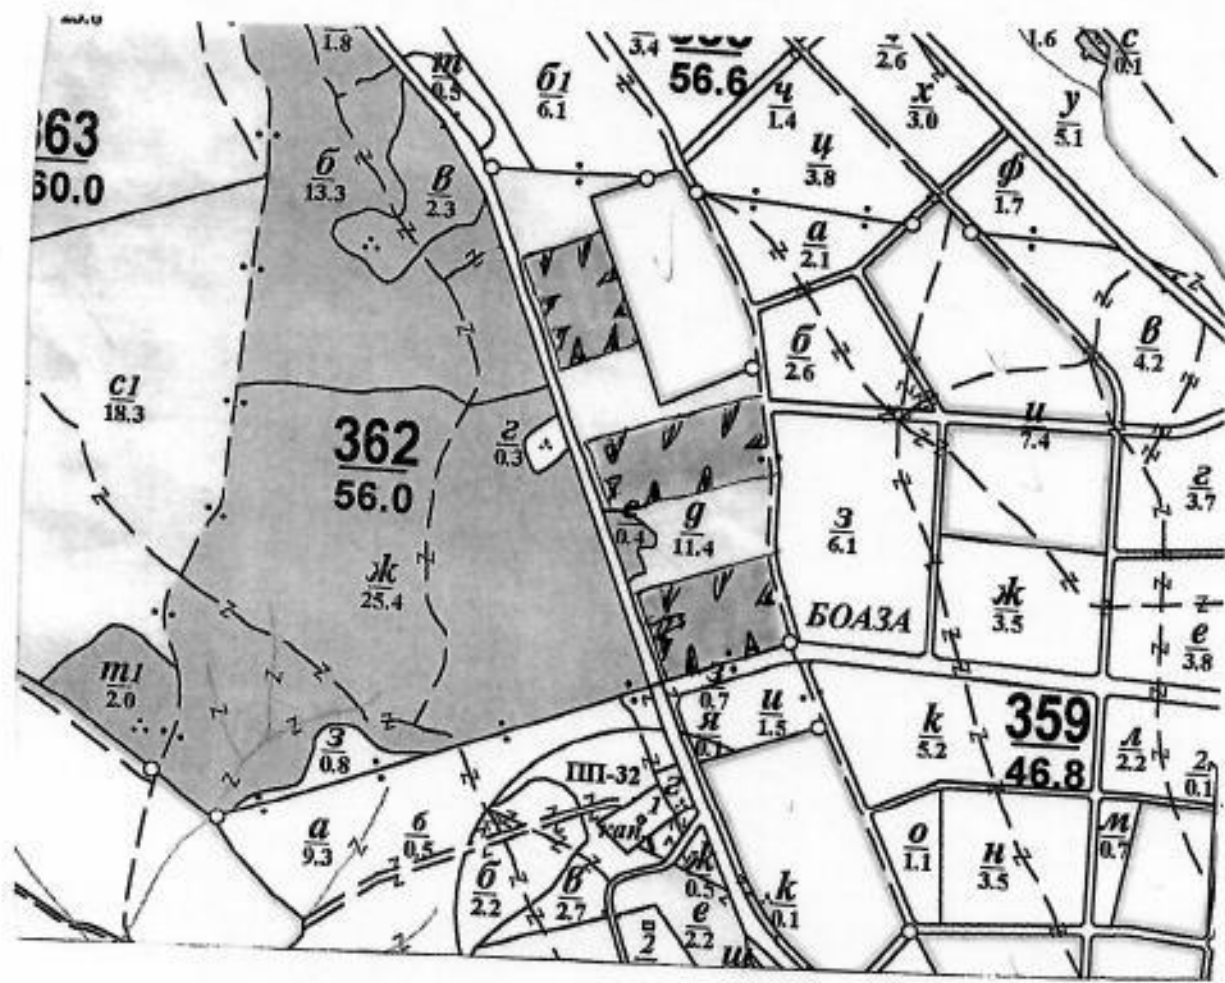 1.8
т
0.5
б1
6.1
3.4
56.6
2.6
1.6
с
0.1
ч
1.4
х
3.0
у
5.1
363
60.0
б
13.3
в
2.3
ц
3.8
ф
1.7
а
2.1
б
2.6
в
4.2
с1
18.3
362
56.0
г
0.3
и
7.4
е
0.4
д
11.4
з
6.1
г
3.7
ж
25.4
БОАЗА
ж
3.5
е
3.8
т1
2.0
з
0.8
з
0.7
я
0.1
и
1.5
к
5.2
359
46.8
л
2.2
2
0.1
ПП-32
1
кап.
а
9.3
б
0.5
б
2.2
в
2.7
ж
0.5
е
2.2
к
0.1
о
1.1
н
3.5
м
0.7
2
ш